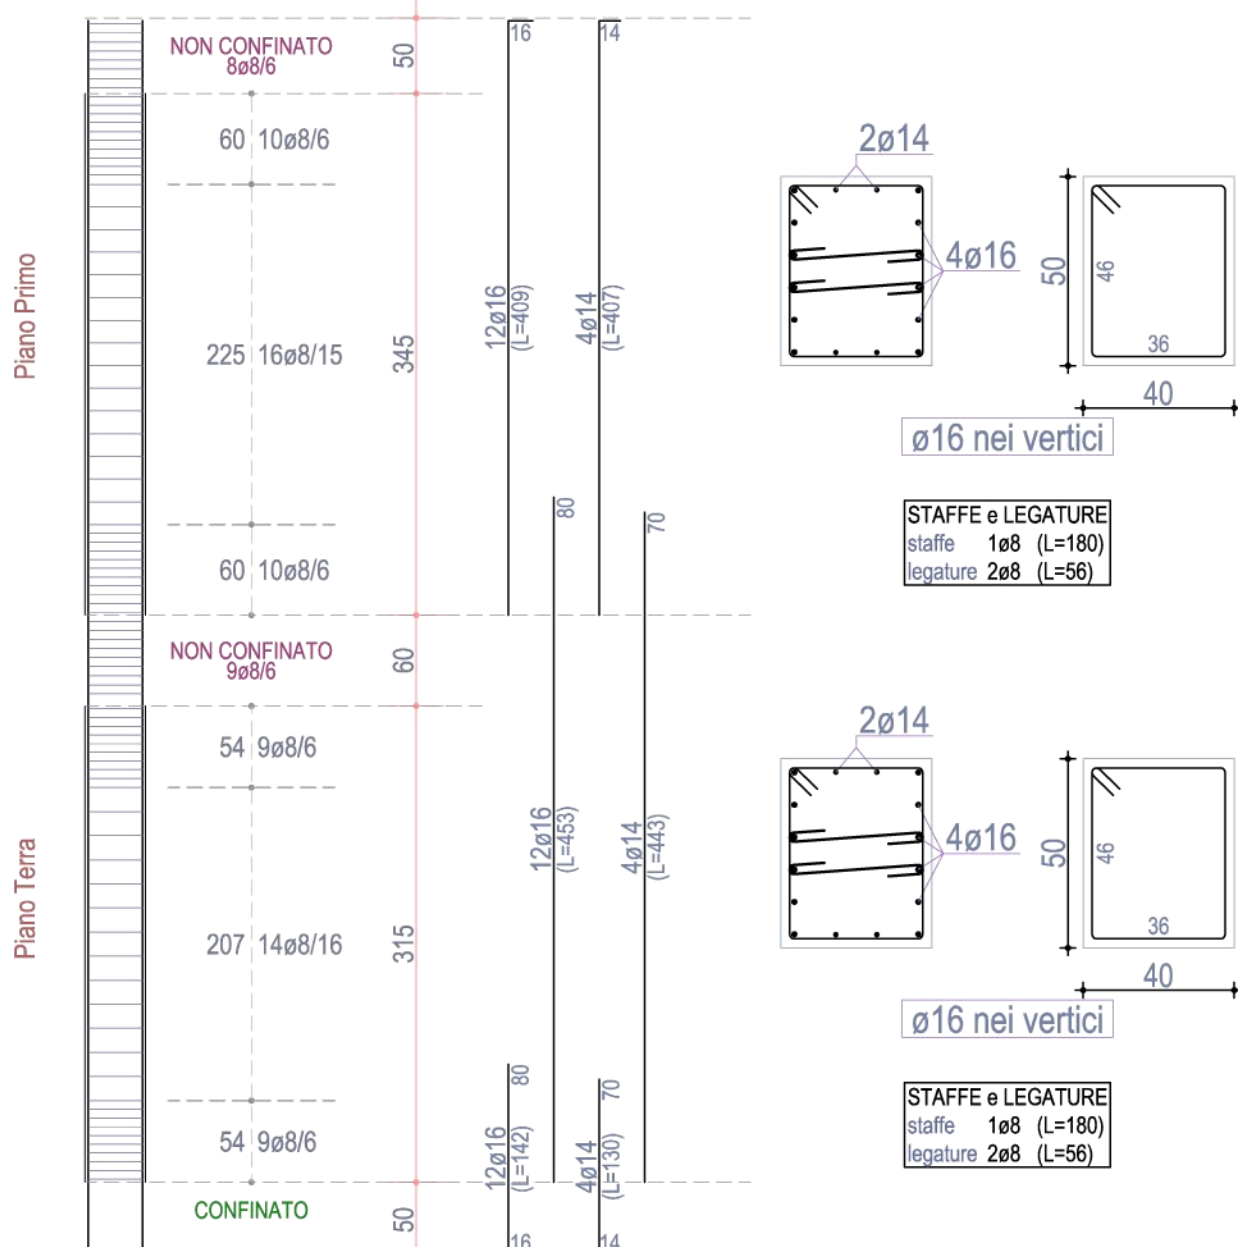 NON CONFINATO
8ø8/6
50
16
14
60 10ø8/6
Piano Primo
225 16ø8/15
345
12ø16
(L=409)
4ø14
(L=407)
80
70
60 10ø8/6
2ø14
4ø16
50
46
36
40
ø16 nei vertici
STAFFE e LEGATURE
staffe 1ø8 (L=180)
legature 2ø8 (L=56)
NON CONFINATO
9ø8/6
60
54 9ø8/6
Piano Terra
207 14ø8/16
315
12ø16
(L=453)
4ø14
(L=443)
54 9ø8/6
80
70
12ø16
(L=142)
4ø14
(L=130)
CONFINATO
50
16
14
2ø14
4ø16
50
46
36
40
ø16 nei vertici
STAFFE e LEGATURE
staffe 1ø8 (L=180)
legature 2ø8 (L=56)